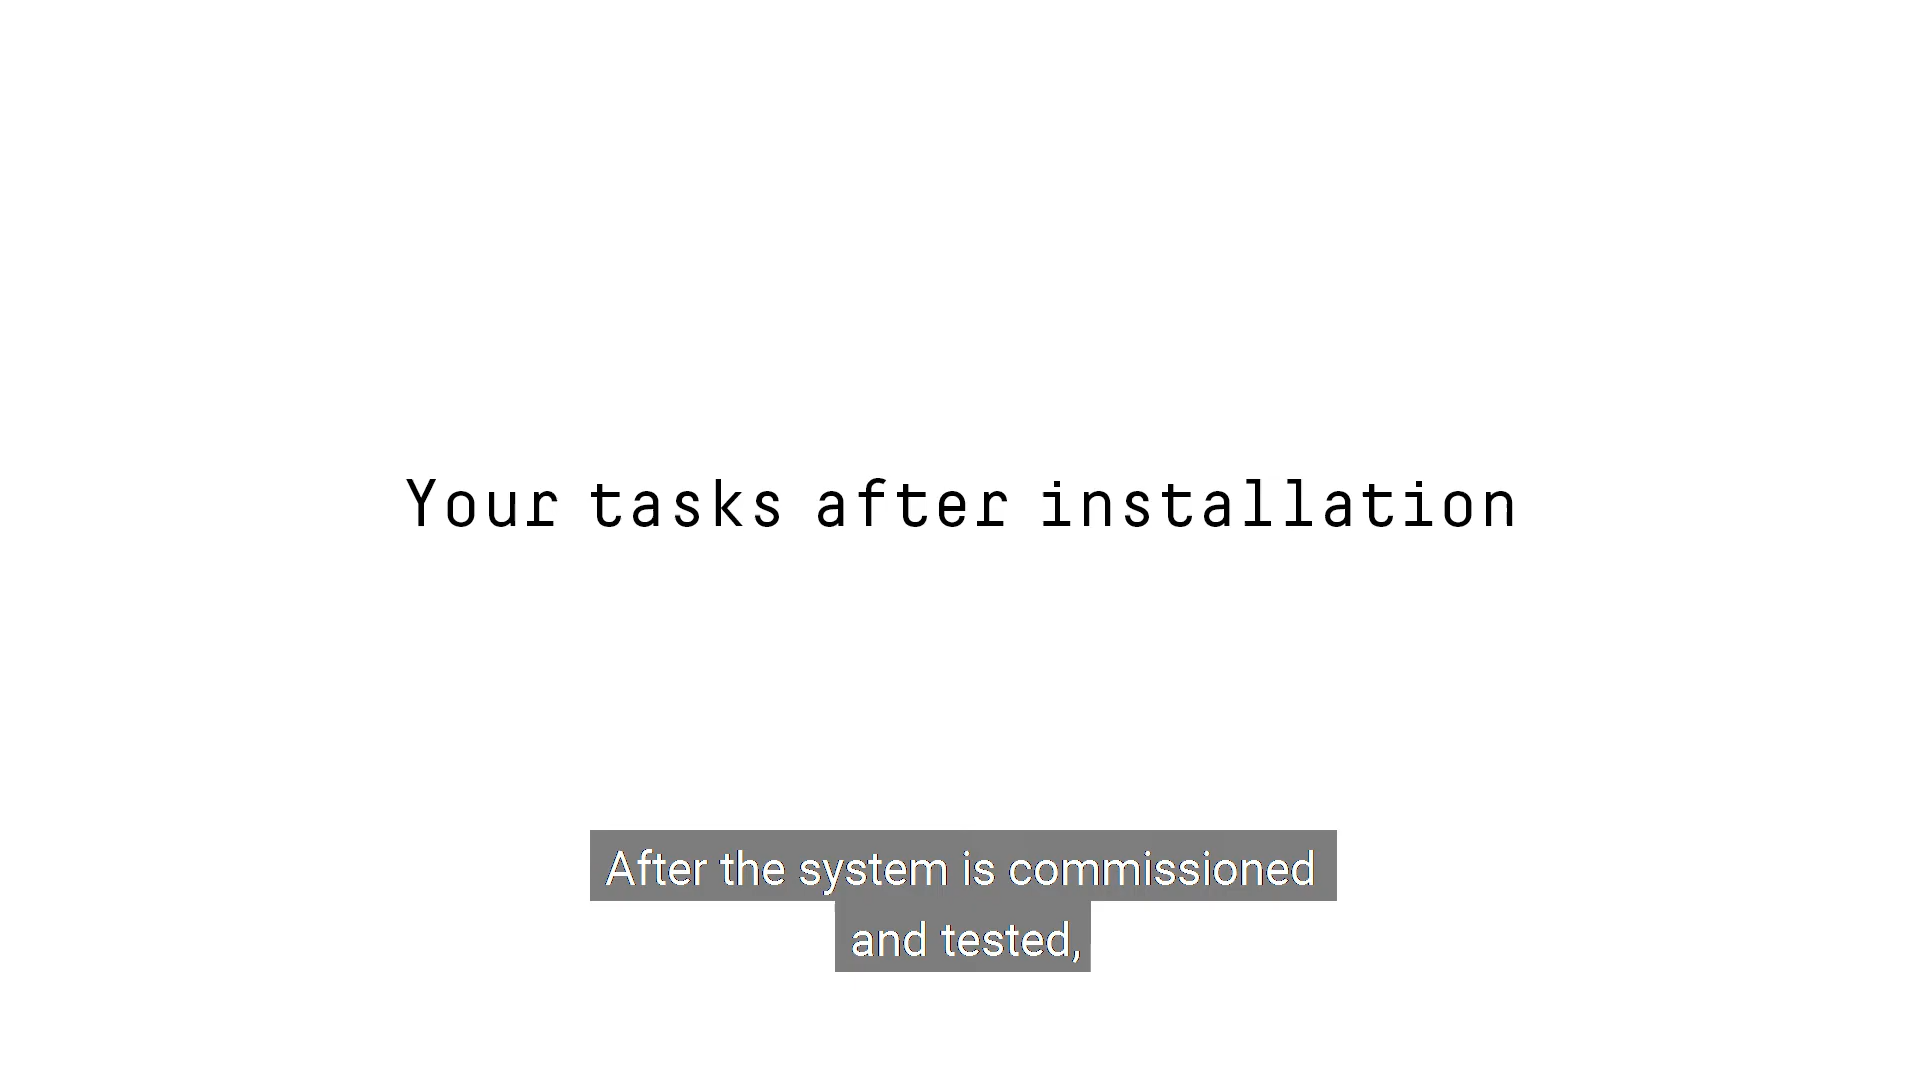 Your tasks after installation
After the system is commissioned
and tested,